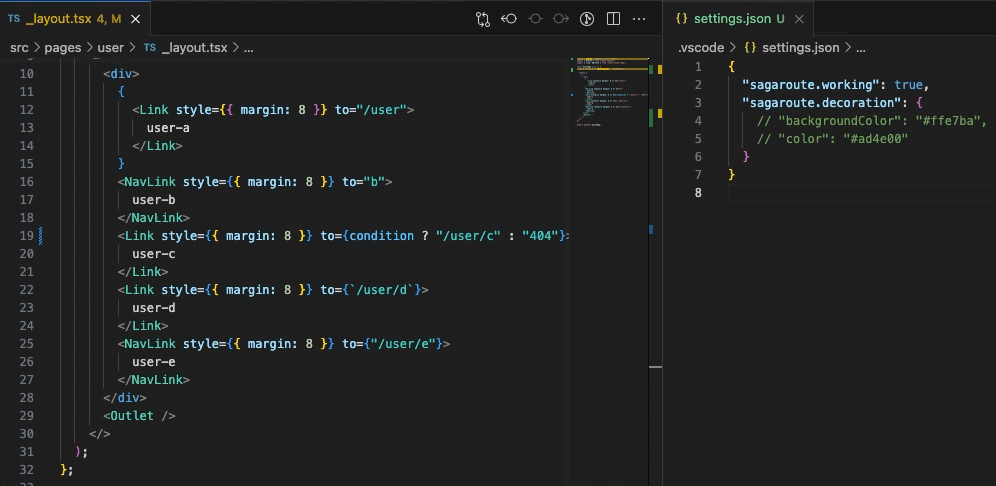 TS _layout.tsx 4, M
src > pages > user > TS _layout.tsx > ...
10 <div>
11 {
12 <Link style={{ margin: 8 }} to="/user">
13 user-a
14 </Link>
15 }
16 <NavLink style={{ margin: 8 }} to="b">
17 user-b
18 </NavLink>
19 <Link style={{ margin: 8 }} to={condition ? "/user/c" : "404"}>
20 user-c
21 </Link>
22 <Link style={{ margin: 8 }} to={`/user/d`}>
23 user-d
24 </Link>
25 <NavLink style={{ margin: 8 }} to={"/user/e"}>
26 user-e
27 </NavLink>
28 </div>
29 <Outlet />
30 </>
31 );
32 };
{} settings.json U
.vscode > {} settings.json > ...
1 {
2 "sagaroute.working": true,
3 "sagaroute.decoration": {
4 // "backgroundColor": "#ffe7ba",
5 // "color": "#ad4e00"
6 }
7 }
8